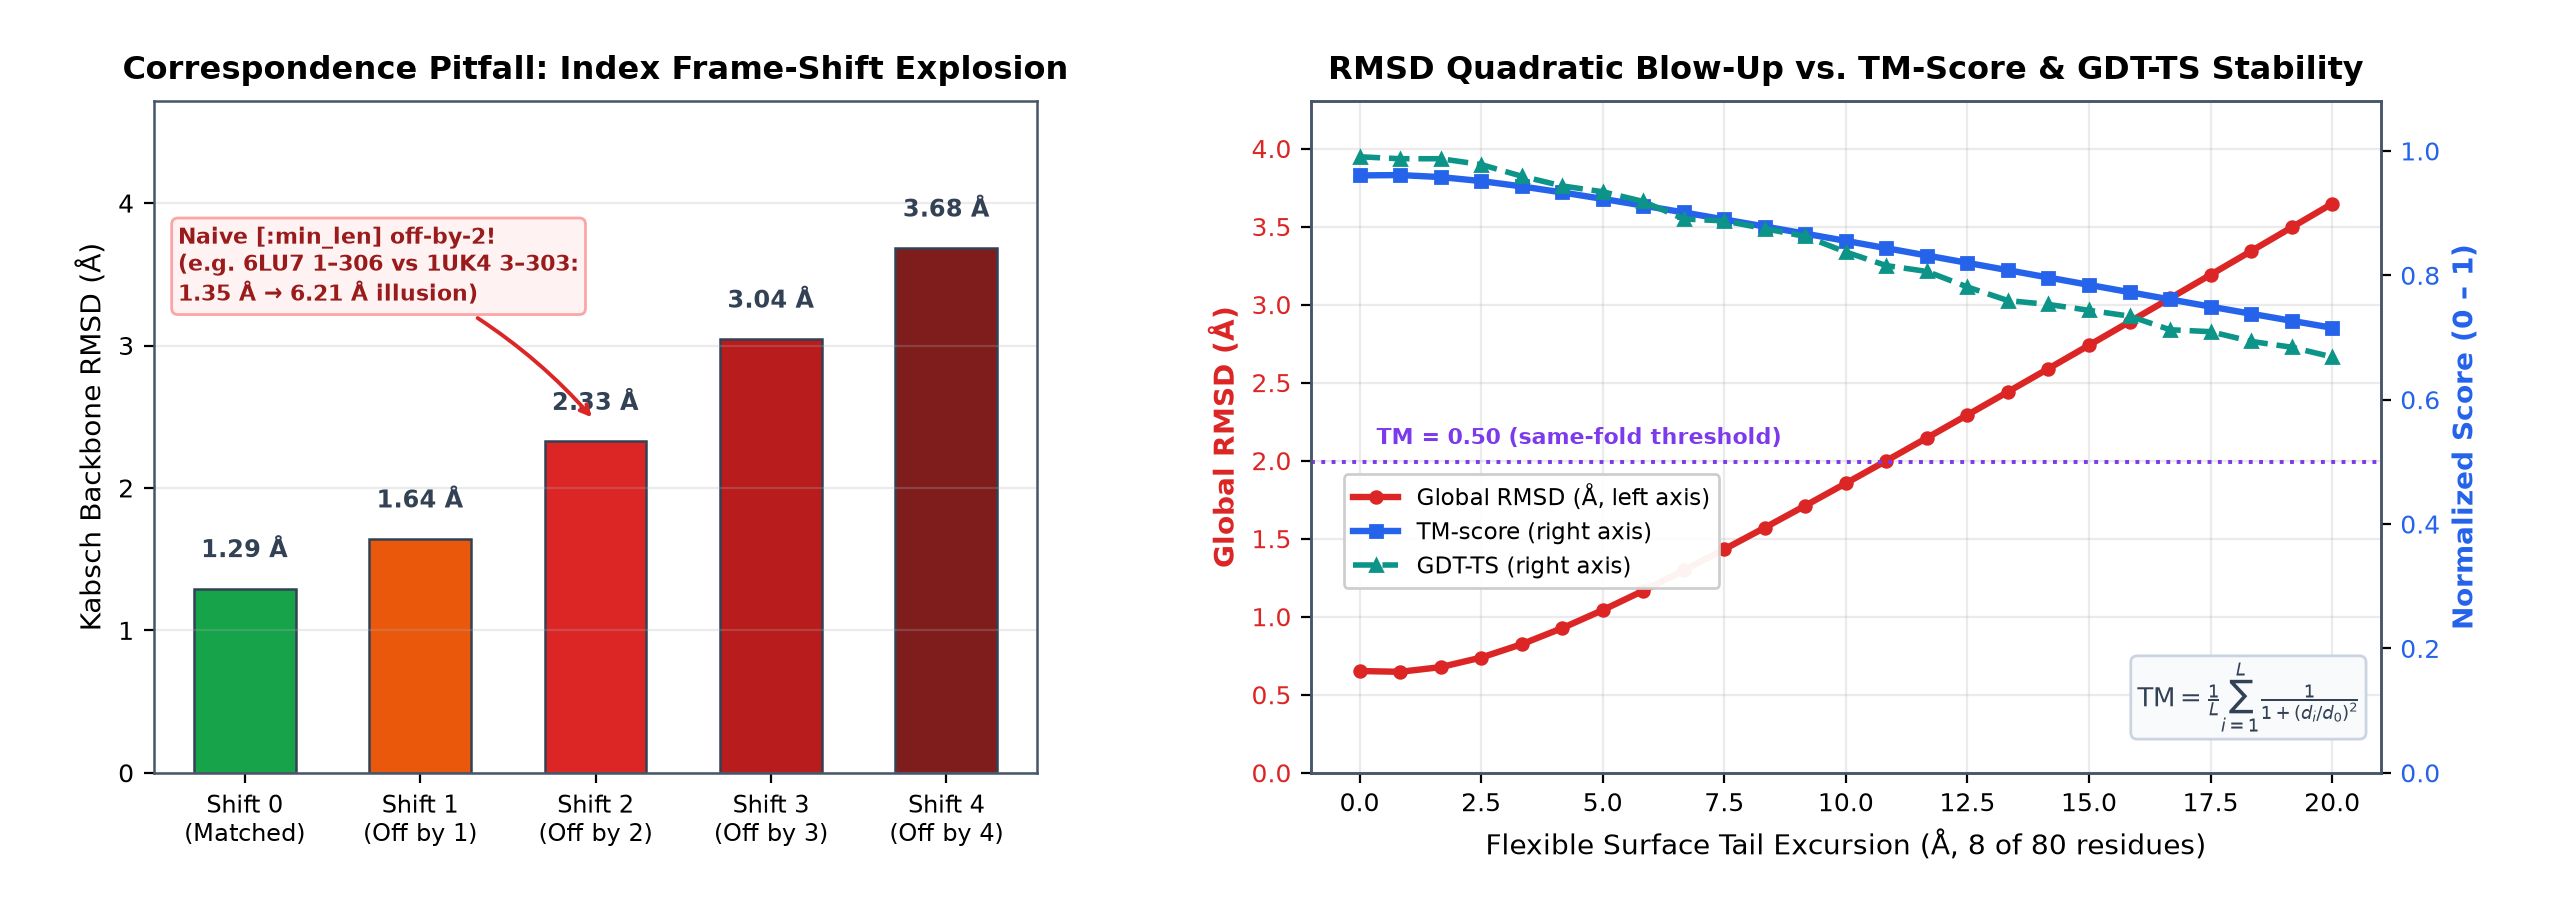 Correspondence Pitfall: Index Frame-Shift Explosion
Kabsch Backbone RMSD (Å)
4
3
2
1
0
Naive [:min_len] off-by-2!
(e.g. 6LU7 1–306 vs 1UK4 3–303:
1.35 Å → 6.21 Å illusion)
1.29 Å
1.64 Å
2.33 Å
3.04 Å
3.68 Å
Shift 0
(Matched)
Shift 1
(Off by 1)
Shift 2
(Off by 2)
Shift 3
(Off by 3)
Shift 4
(Off by 4)
RMSD Quadratic Blow-Up vs. TM-Score & GDT-TS Stability
Global RMSD (Å)
4.0
3.5
3.0
2.5
2.0
1.5
1.0
0.5
0.0
TM = 0.50 (same-fold threshold)
Global RMSD (Å, left axis)
TM-score (right axis)
GDT-TS (right axis)
TM = 1/L ∑_{i=1}^{L} 1/(1 + (d_i/d_0)^2)
1.0
0.8
0.6
0.4
0.2
0.0
Normalized Score (0 – 1)
0.0 2.5 5.0 7.5 10.0 12.5 15.0 17.5 20.0
Flexible Surface Tail Excursion (Å, 8 of 80 residues)